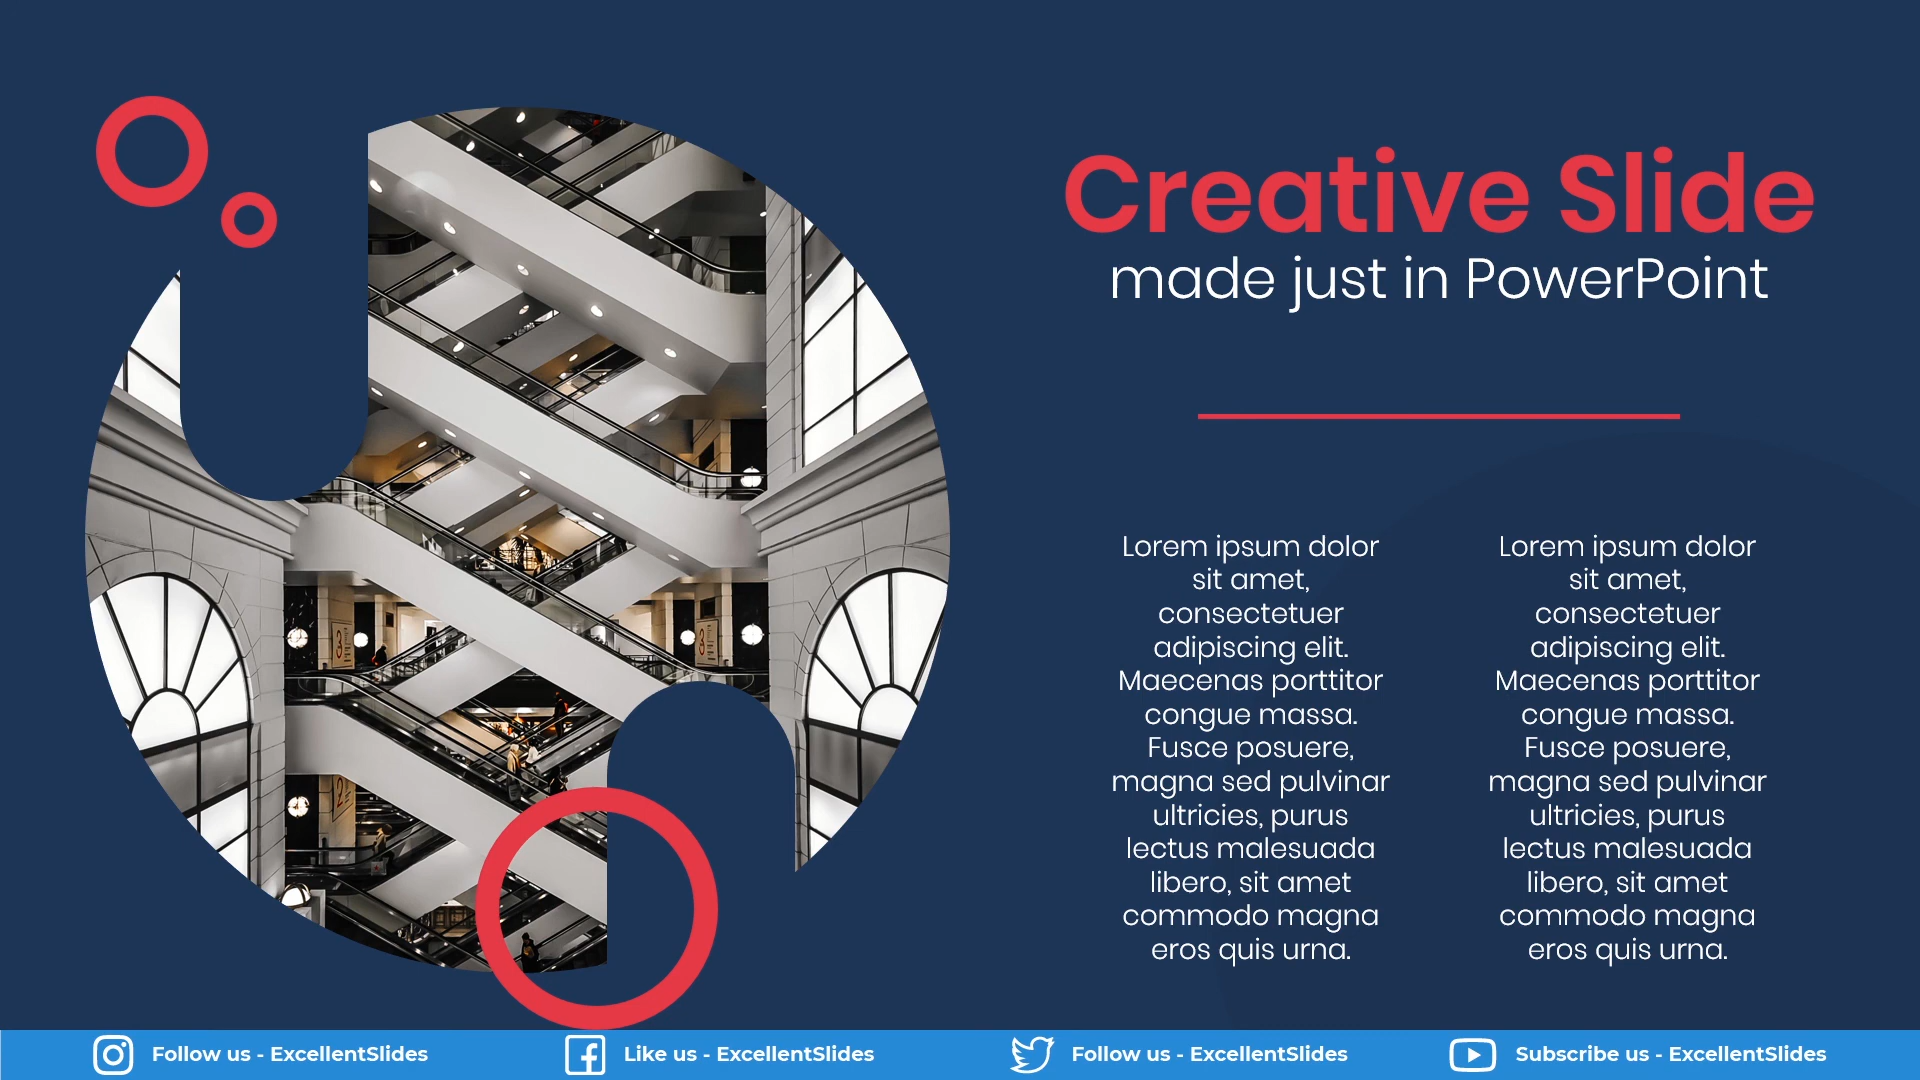 Creative Slide
made just in PowerPoint
Lorem ipsum dolor
sit amet,
consectetuer
adipiscing elit.
Maecenas porttitor
congue massa.
Fusce posuere,
magna sed pulvinar
ultricies, purus
lectus malesuada
libero, sit amet
commodo magna
eros quis urna.
Lorem ipsum dolor
sit amet,
consectetuer
adipiscing elit.
Maecenas porttitor
congue massa.
Fusce posuere,
magna sed pulvinar
ultricies, purus
lectus malesuada
libero, sit amet
commodo magna
eros quis urna.
3
3
2
Follow us - ExcellentSlides
Like us - ExcellentSlides
Follow us - ExcellentSlides
Subscribe us - ExcellentSlides